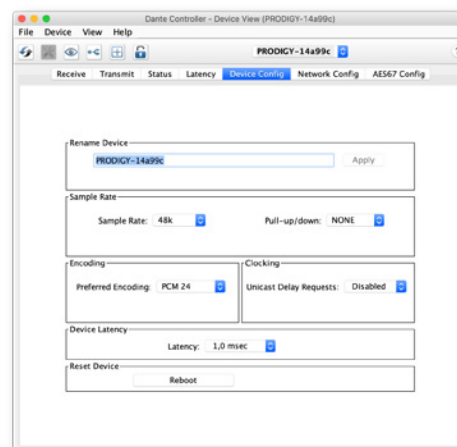 Dante Controller - Device View (PRODIGY-14a99c)
File Device View Help
PRODIGY-14a99c
Receive Transmit Status Latency Device Config Network Config AES67 Config
Rename Device
PRODIGY-14a99c Apply
Sample Rate
Sample Rate: 48k Pull-up/down: NONE
Encoding Clocking
Preferred Encoding: PCM 24 Unicast Delay Requests: Disabled
Device Latency
Latency: 1,0 msec
Reset Device
Reboot